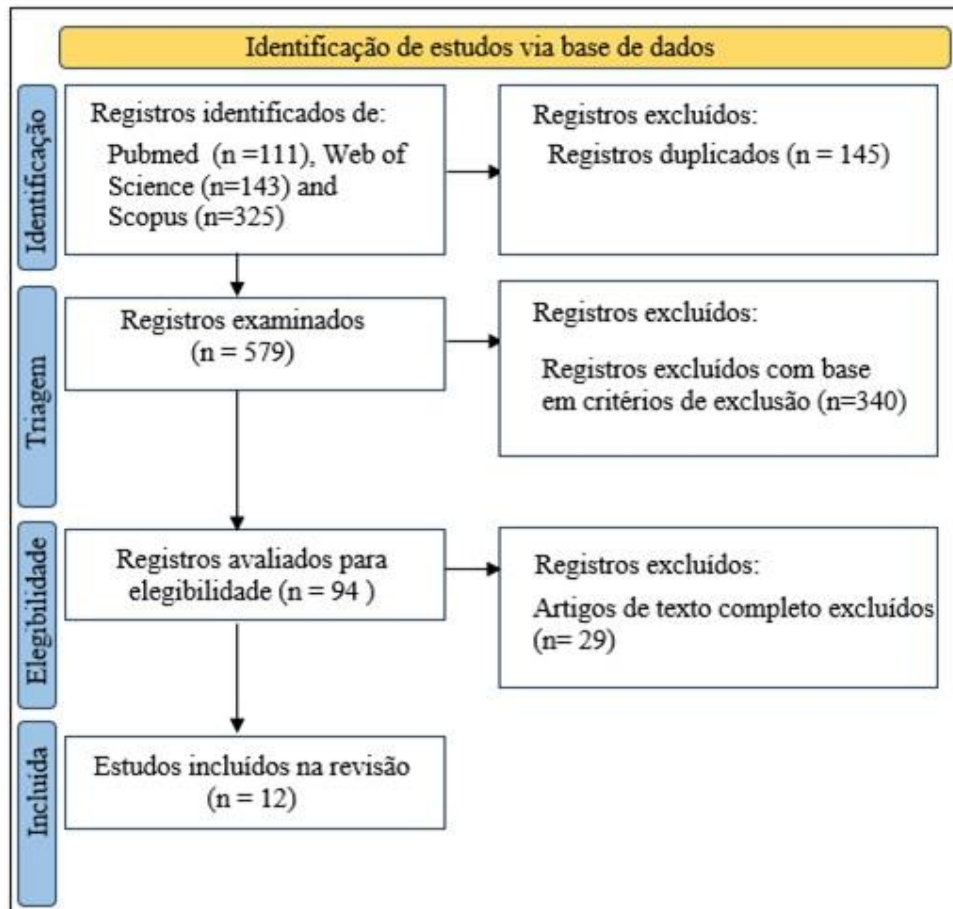 Identificação de estudos via base de dados
Identificação
Registros identificados de:
Pubmed (n =111), Web of
Science (n=143) and
Scopus (n=325)
Registros excluídos:
Registros duplicados (n = 145)
Triagem
Registros examinados
(n = 579)
Registros excluídos:
Registros excluídos com base
em critérios de exclusão (n=340)
Elegibilidade
Registros avaliados para
elegibilidade (n = 94 )
Registros excluídos:
Artigos de texto completo excluídos
(n= 29)
Incluída
Estudos incluídos na revisão
(n = 12)